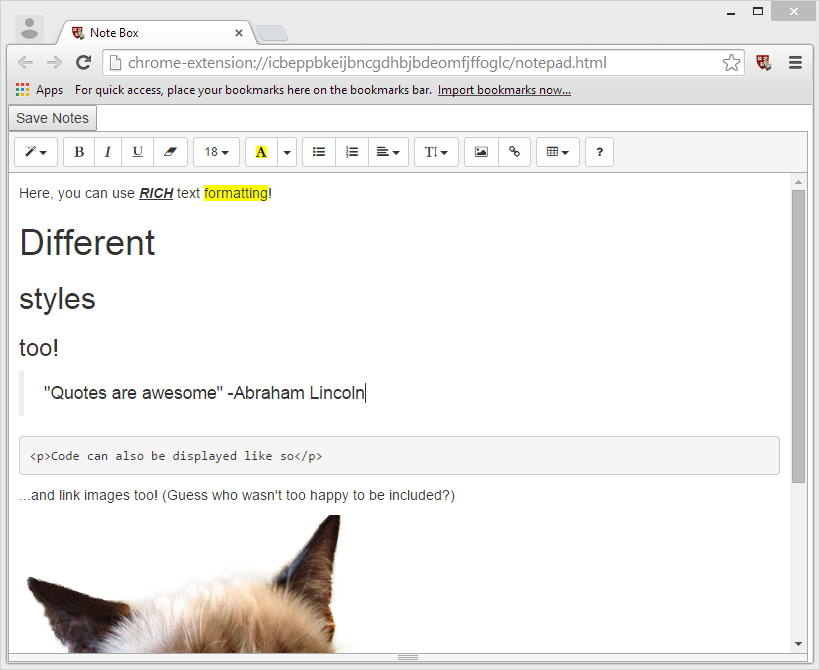 Note Box
chrome-extension://icbeppbkeijbncgdhbjbdeomfjffoglc/notepad.html
Apps For quick access, place your bookmarks here on the bookmarks bar. Import bookmarks now...
Save Notes
B I U 18 A T! ?
Here, you can use RICH text formatting!
Different
styles
too!
"Quotes are awesome" -Abraham Lincoln
<p>Code can also be displayed like so</p>
...and link images too! (Guess who wasn't too happy to be included?)